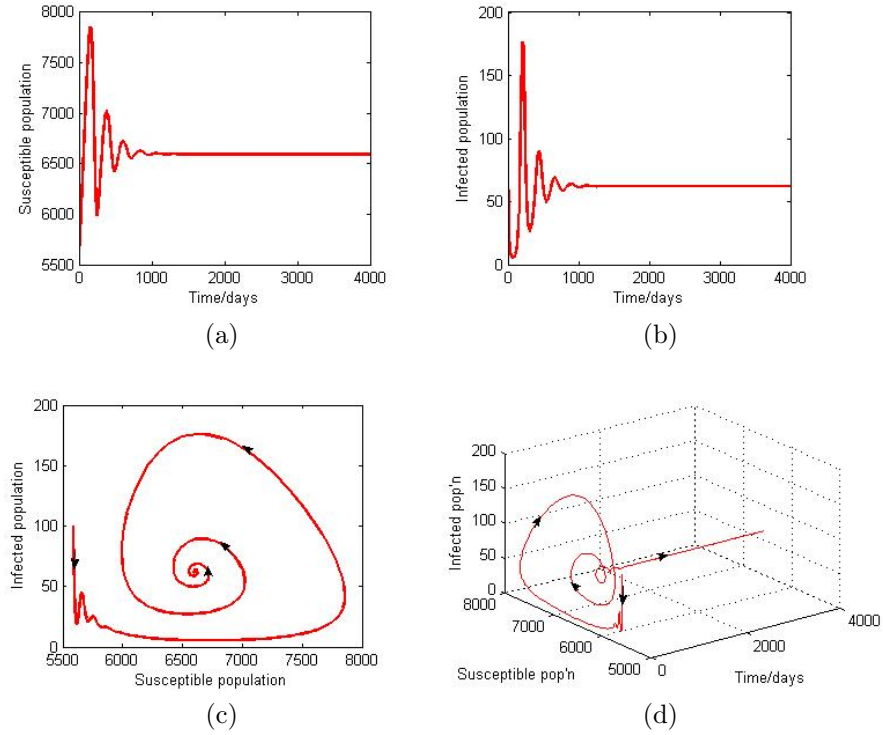 8000
7500
7000
6500
6000
5500
Susceptible population
0 1000 2000 3000 4000
Time/days
(a)
200
150
100
50
0
Infected population
0 1000 2000 3000 4000
Time/days
(b)
200
150
100
50
0
Infected population
5500 6000 6500 7000 7500 8000
Susceptible population
(c)
200
150
100
50
0
Infected pop'n
8000
7000
6000
5000
Susceptible pop'n
0
2000
4000
Time/days
(d)